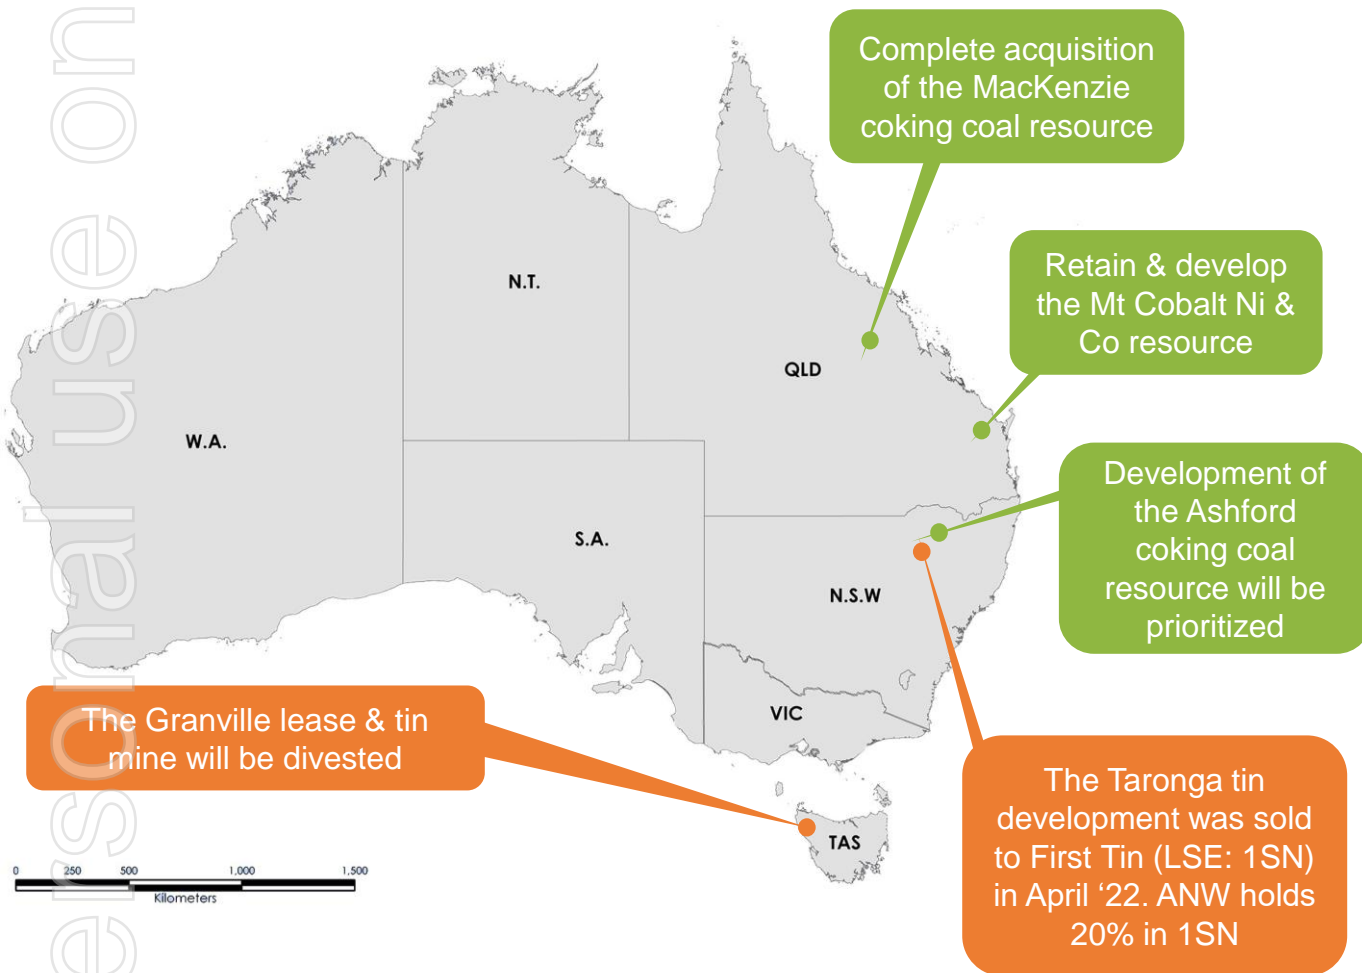 ersonal use on
Complete acquisition
of the MacKenzie
coking coal resource
Retain & develop
the Mt Cobalt Ni &
Co resource
Development of
the Ashford
coking coal
resource will be
prioritized
N.T.
QLD
W.A.
S.A.
N.S.W
VIC
TAS
The Granville lease & tin
mine will be divested
The Taronga tin
development was sold
to First Tin (LSE: 1SN)
in April ‘22. ANW holds
20% in 1SN
0 250 500 1,000 1,500
Kilometers